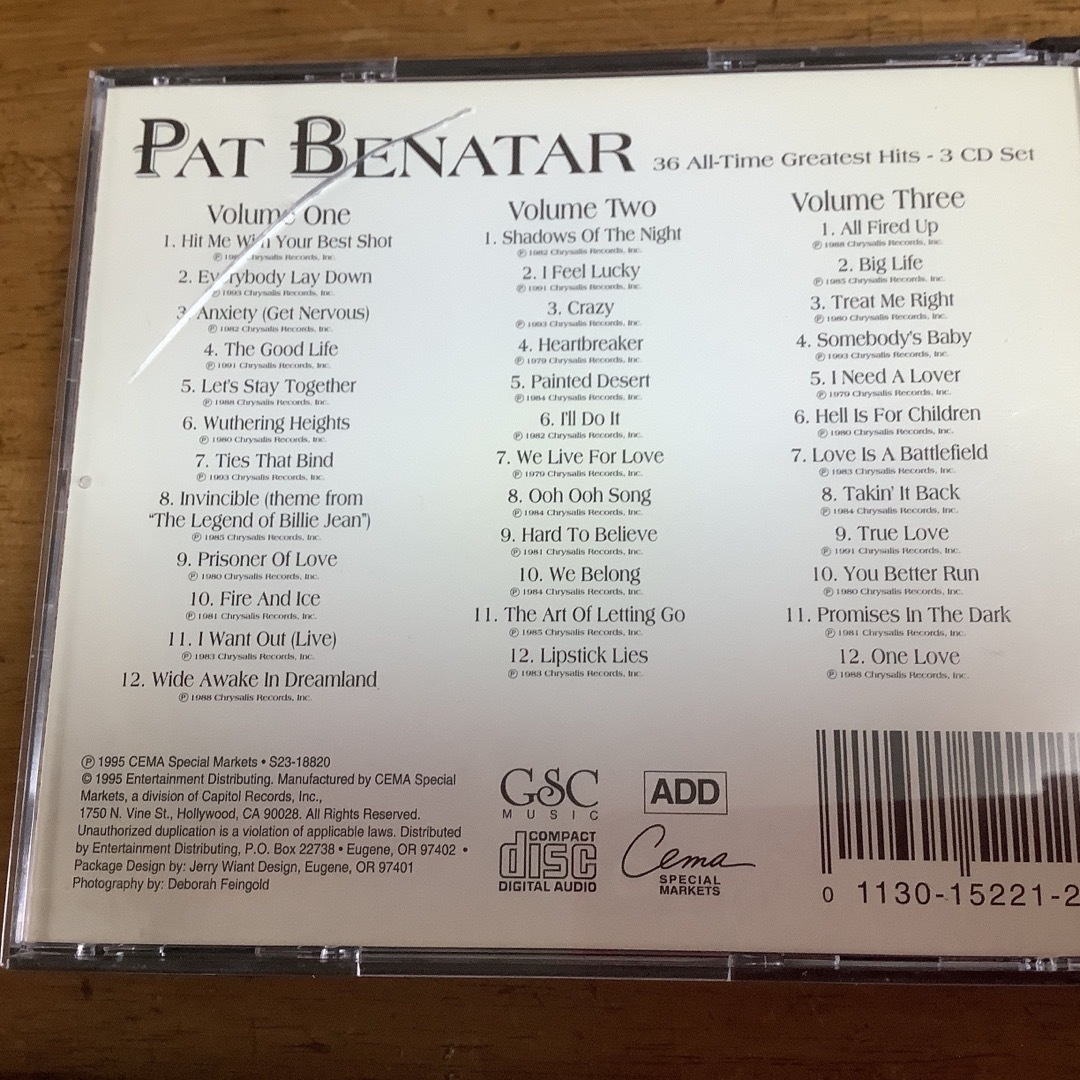 PAT BENATAR 36 All-Time Greatest Hits - 3 CD Set
Volume One
1. Hit Me With Your Best Shot
Chrysalis Records, Inc.
2. Everybody Lay Down
℗ 1993 Chrysalis Records, Inc.
3. Anxiety (Get Nervous)
℗ 1982 Chrysalis Records, Inc.
4. The Good Life
℗ 1991 Chrysalis Records, Inc.
5. Let's Stay Together
℗ 1988 Chrysalis Records, Inc.
6. Wuthering Heights
℗ 1980 Chrysalis Records, Inc.
7. Ties That Bind
℗ 1993 Chrysalis Records, Inc.
8. Invincible (theme from
"The Legend of Billie Jean")
℗ 1985 Chrysalis Records, Inc.
9. Prisoner Of Love
℗ 1980 Chrysalis Records, Inc.
10. Fire And Ice
℗ 1981 Chrysalis Records, Inc.
11. I Want Out (Live)
℗ 1983 Chrysalis Records, Inc.
12. Wide Awake In Dreamland
℗ 1988 Chrysalis Records, Inc.
Volume Two
1. Shadows Of The Night
℗ 1982 Chrysalis Records, Inc.
2. I Feel Lucky
℗ 1991 Chrysalis Records, Inc.
3. Crazy
℗ 1993 Chrysalis Records, Inc.
4. Heartbreaker
℗ 1979 Chrysalis Records, Inc.
5. Painted Desert
℗ 1984 Chrysalis Records, Inc.
6. I'll Do It
℗ 1982 Chrysalis Records, Inc.
7. We Live For Love
℗ 1979 Chrysalis Records, Inc.
8. Ooh Ooh Song
℗ 1984 Chrysalis Records, Inc.
9. Hard To Believe
℗ 1981 Chrysalis Records, Inc.
10. We Belong
℗ 1984 Chrysalis Records, Inc.
11. The Art Of Letting Go
℗ 1985 Chrysalis Records, Inc.
12. Lipstick Lies
℗ 1983 Chrysalis Records, Inc.
Volume Three
1. All Fired Up
℗ 1988 Chrysalis Records, Inc.
2. Big Life
℗ 1985 Chrysalis Records, Inc.
3. Treat Me Right
℗ 1980 Chrysalis Records, Inc.
4. Somebody's Baby
℗ 1993 Chrysalis Records, Inc.
5. I Need A Lover
℗ 1979 Chrysalis Records, Inc.
6. Hell Is For Children
℗ 1980 Chrysalis Records, Inc.
7. Love Is A Battlefield
℗ 1983 Chrysalis Records, Inc.
8. Takin' It Back
℗ 1984 Chrysalis Records, Inc.
9. True Love
℗ 1991 Chrysalis Records, Inc.
10. You Better Run
℗ 1980 Chrysalis Records, Inc.
11. Promises In The Dark
℗ 1981 Chrysalis Records, Inc.
12. One Love
℗ 1988 Chrysalis Records, Inc.
℗ 1995 CEMA Special Markets • S23-18820
© 1995 Entertainment Distributing. Manufactured by CEMA Special
Markets, a division of Capitol Records, Inc.,
1750 N. Vine St., Hollywood, CA 90028. All Rights Reserved.
Unauthorized duplication is a violation of applicable laws. Distributed
by Entertainment Distributing, P.O. Box 22738 • Eugene, OR 97402 •
Package Design by: Jerry Wiant Design, Eugene, OR 97401
Photography by: Deborah Feingold
GSC
MUSIC
ADD
COMPACT
disc
DIGITAL AUDIO
Cema
SPECIAL
MARKETS
0 1130-15221-2